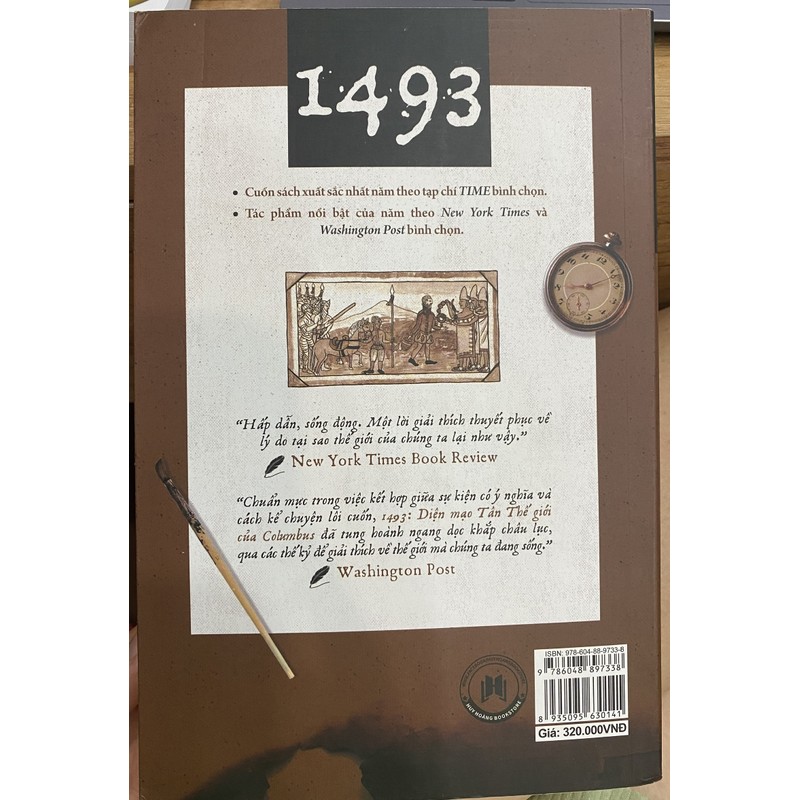 1493
• Cuốn sách xuất sắc nhất năm theo tạp chí TIME bình chọn.
• Tác phẩm nổi bật của năm theo New York Times và
Washington Post bình chọn.
"Hấp dẫn, sống động. Một lời giải thích thuyết phục về
lý do tại sao thế giới của chúng ta lại như vậy."
New York Times Book Review
"Chuẩn mực trong việc kết hợp giữa sự kiện có ý nghĩa và
cách kể chuyện lôi cuốn, 1493: Diện mạo Tân Thế giới
của Columbus đã tung hoành ngang dọc khắp châu lục,
qua các thế kỷ để giải thích về thế giới mà chúng ta đang sống."
Washington Post
ISBN: 978-604-88-9733-8
9 786048 897338
HUY HOANG BOOKSTORE
8 935095 630141
Giá: 320.000VNĐ